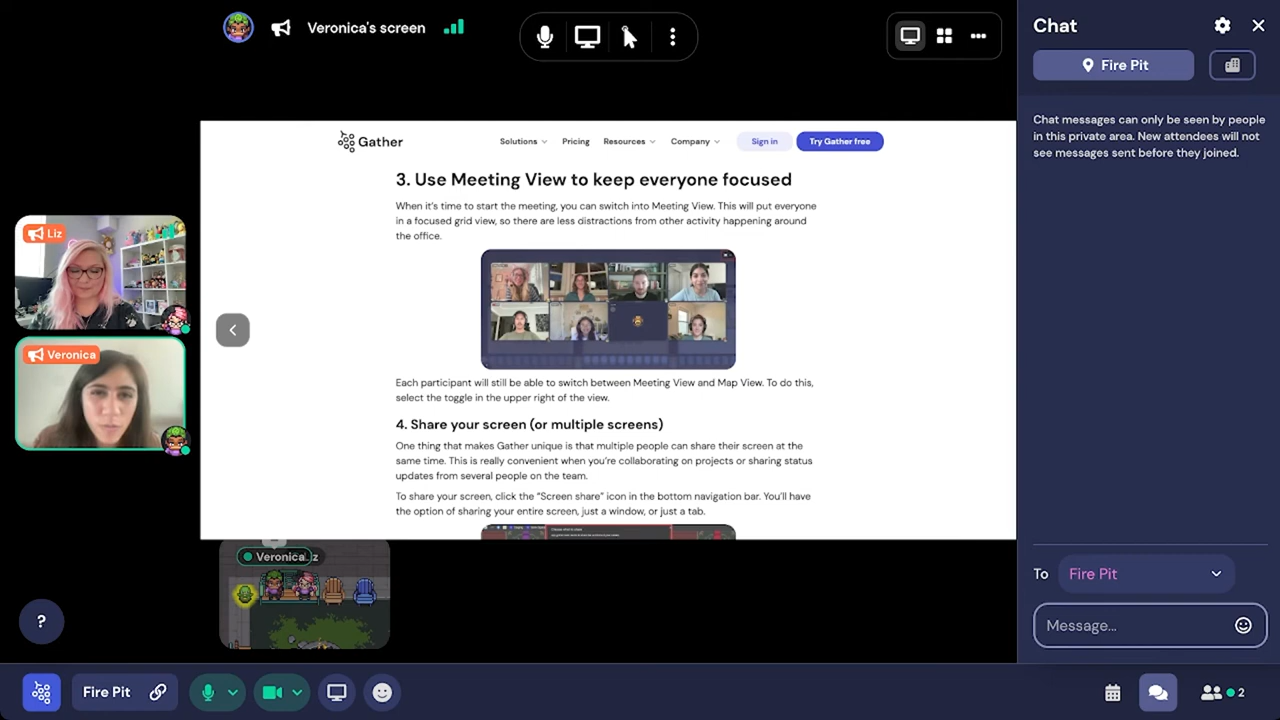 Veronica's screen
Chat
Fire Pit
Chat messages can only be seen by people
in this private area. New attendees will not
see messages sent before they joined.
Gather
Solutions
Pricing
Resources
Company
Sign in
Try Gather free
3. Use Meeting View to keep everyone focused
When it's time to start the meeting, you can switch into Meeting View. This will put everyone
in a focused grid view, so there are less distractions from other activity happening around
the office.
Liz
Veronica
Each participant will still be able to switch between Meeting View and Map View. To do this,
select the toggle in the upper right of the view.
4. Share your screen (or multiple screens)
One thing that makes Gather unique is that multiple people can share their screen at the
same time. This is really convenient when you're collaborating on projects or sharing status
updates from several people on the team.
To share your screen, click the "Screen share" icon in the bottom navigation bar. You'll have
the option of sharing your entire screen, just a window, or just a tab.
Veronica
To
Fire Pit
Message...
?
Fire Pit
2